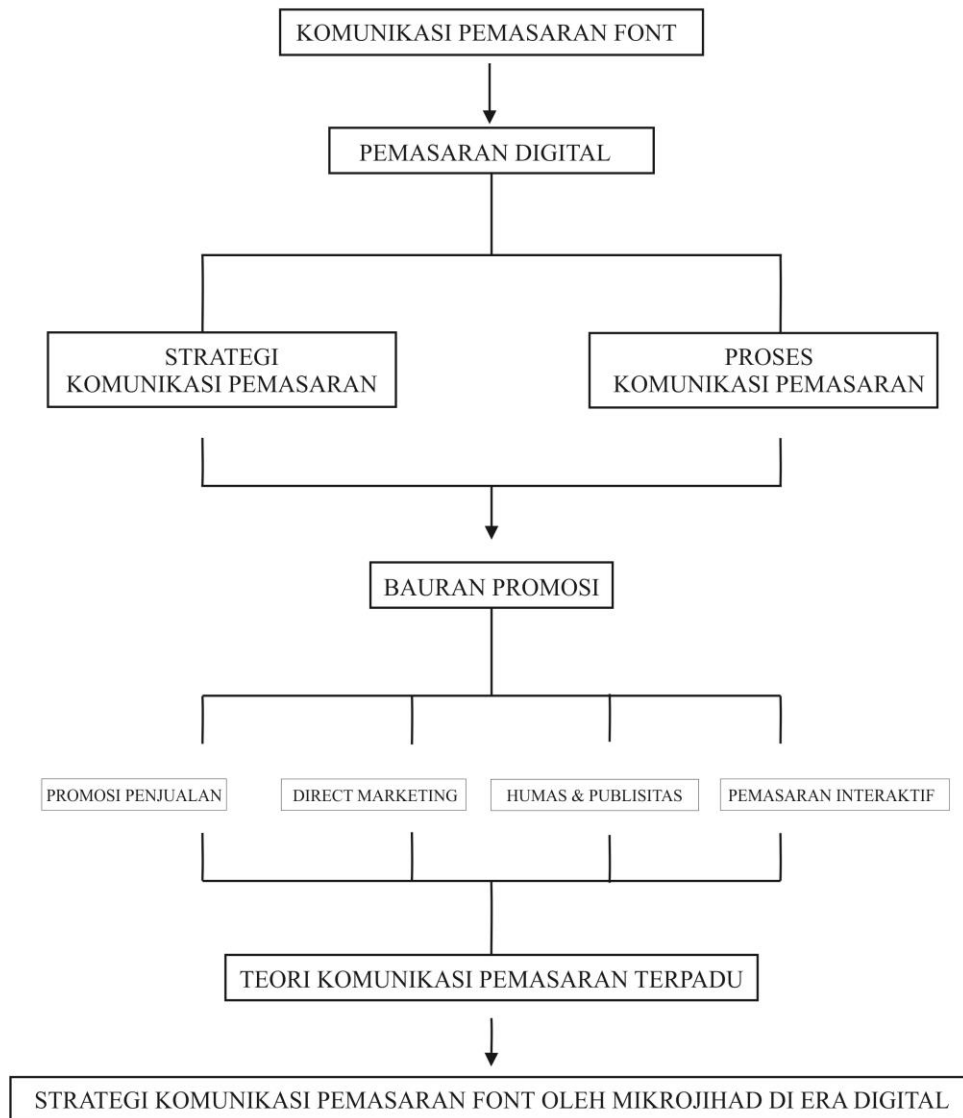 KOMUNIKASI PEMASARAN FONT
PEMASARAN DIGITAL
STRATEGI
KOMUNIKASI PEMASARAN
PROSES
KOMUNIKASI PEMASARAN
BAURAN PROMOSI
PROMOSI PENJUALAN
DIRECT MARKETING
HUMAS & PUBLISITAS
PEMASARAN INTERAKTIF
TEORI KOMUNIKASI PEMASARAN TERPADU
STRATEGI KOMUNIKASI PEMASARAN FONT OLEH MIKROJIHAD DI ERA DIGITAL